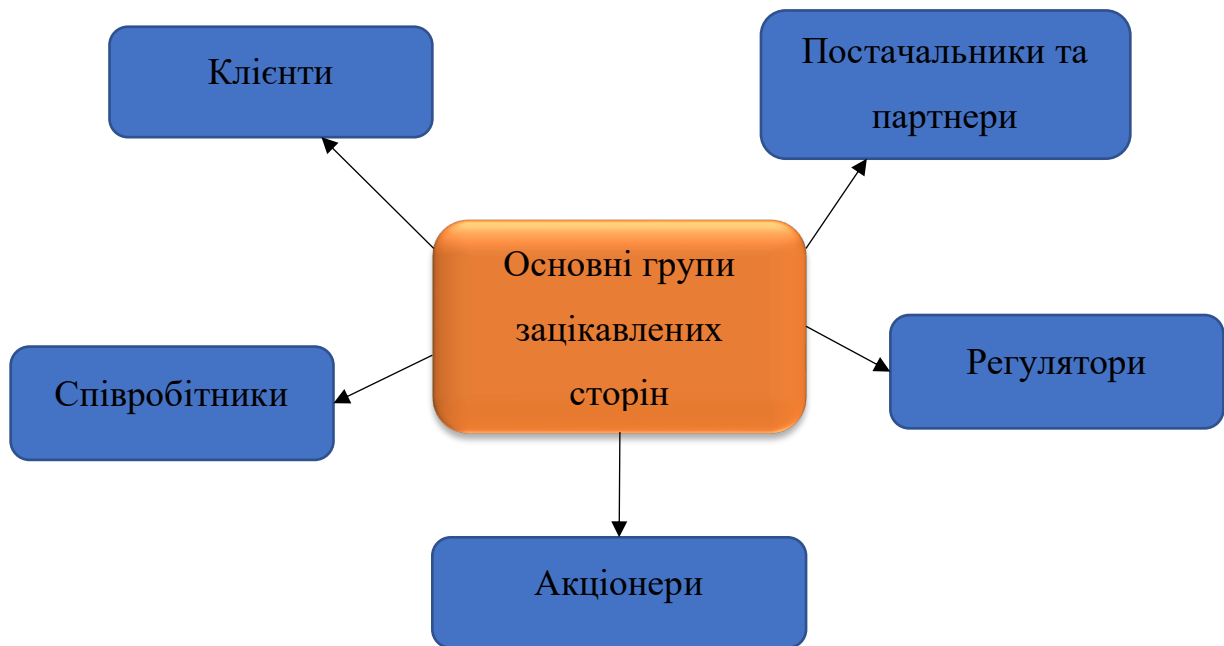 Клієнти
Постачальники та
партнери
Основні групи
зацікавлених
сторін
Співробітники
Регулятори
Акціонери